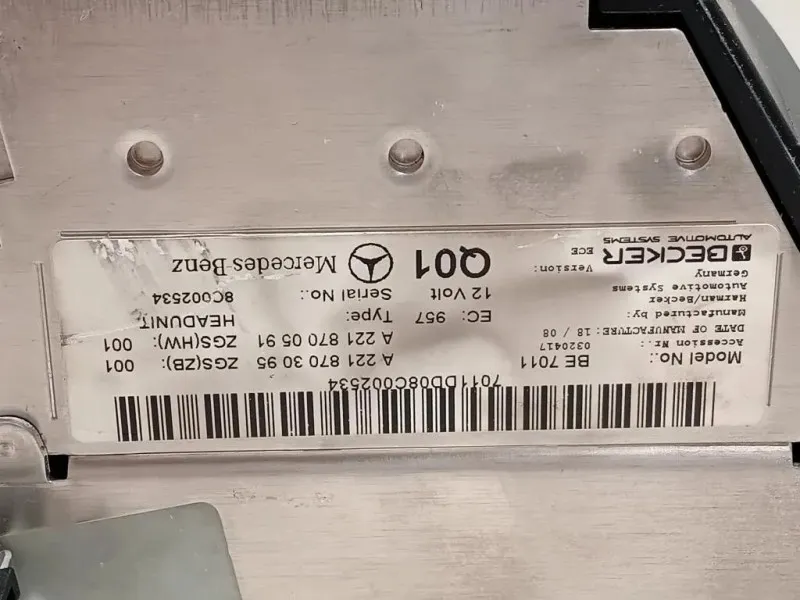 7011DD08C002534
Model No.: BE 7011
A 221 870 30 95 ZGS(ZB): 001
Accession Nr. 0320417
A 221 870 05 91 ZGS(HW): 001
DATE OF MANUFACTURE: 18 / 08
EC: 957 Type: HEADUNIT
Manufactured by:
Harman/Becker
Automotive Systems
Germany
12 Volt Serial No.: 8C002534
Version: ECE
BECKER
AUTOMOTIVE SYSTEMS
Q01
Mercedes-Benz